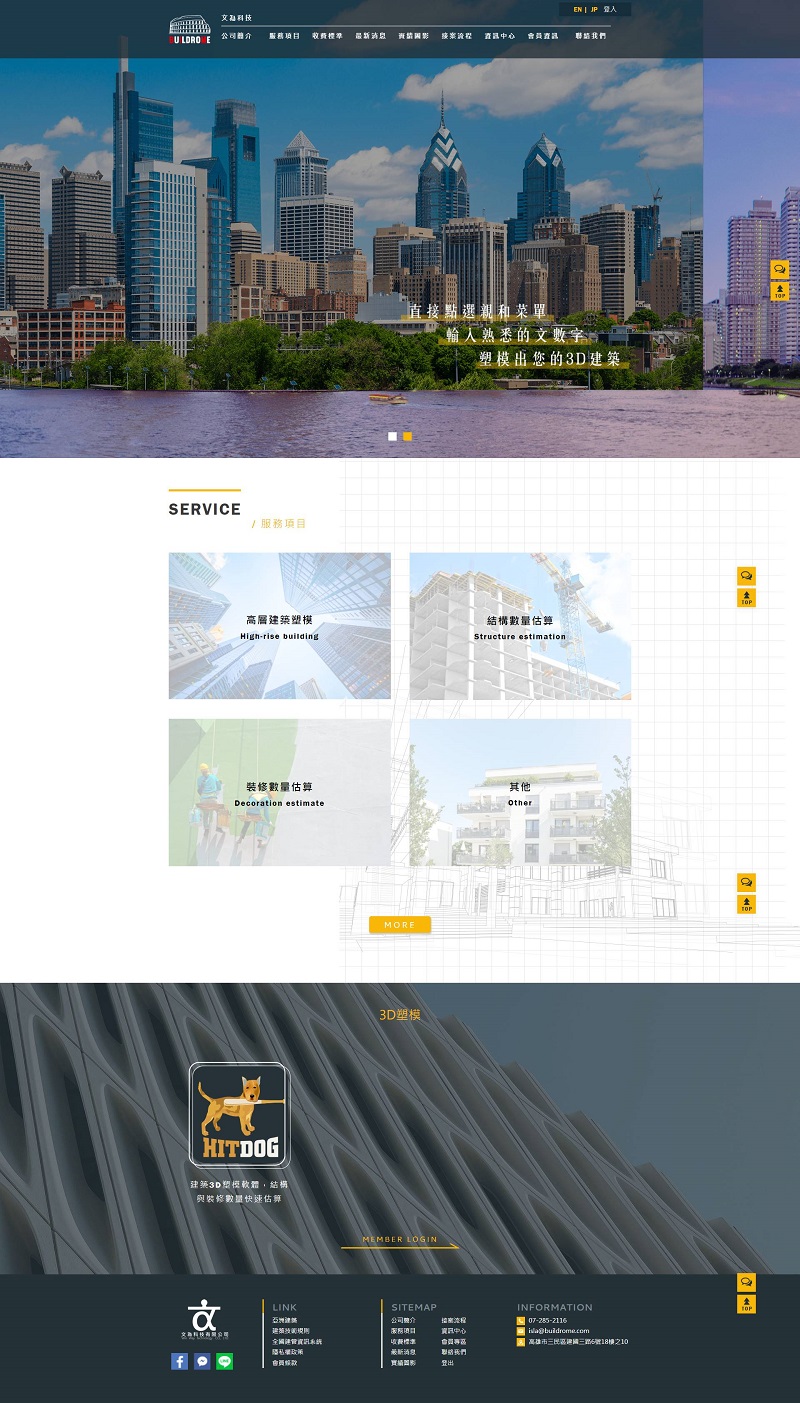 文為科技
EN | JP 登入
BUILDROME
公司簡介 服務項目 收費標準 最新消息 實績圖影 接案流程 資訊中心 會員資訊 聯絡我們
直接點選親和菜單
輸入熟悉的文數字
塑模出您的3D建築
TOP
SERVICE
/ 服務項目
高層建築塑模
High-rise building
結構數量估算
Structure estimation
TOP
裝修數量估算
Decoration estimate
其他
Other
TOP
MORE
3D塑模
HITDOG
建築3D塑模軟體，結構
與裝修數量快速估算
MEMBER LOGIN
TOP
文為科技有限公司
LINK
亞洲建築
建築技術規則
全國建管資訊系統
隱私權政策
會員條款
SITEMAP
公司簡介 接案流程
服務項目 資訊中心
收費標準 會員專區
最新消息 聯絡我們
實績圖影 登出
INFORMATION
07-285-2116
isla@buildrome.com
高雄市三民區建國三路6號18樓之10
LINE